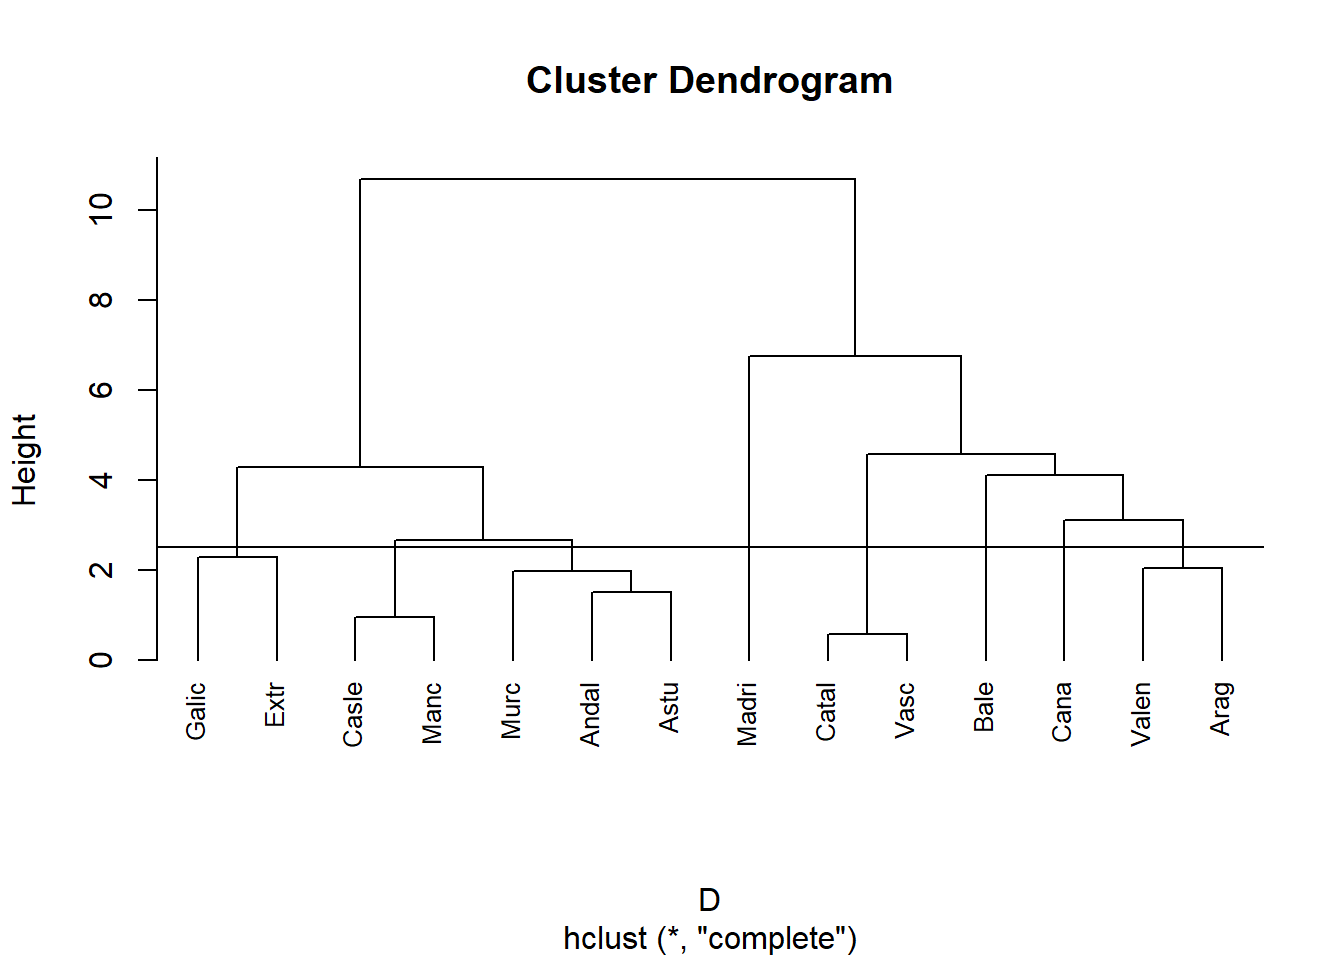 Cluster Dendrogram
Height
10
8
6
4
2
0
Galic
Extr
Casle
Manc
Murc
Andal
Astu
Madri
Catal
Vasc
Bale
Cana
Valen
Arag
D
hclust (*, "complete")